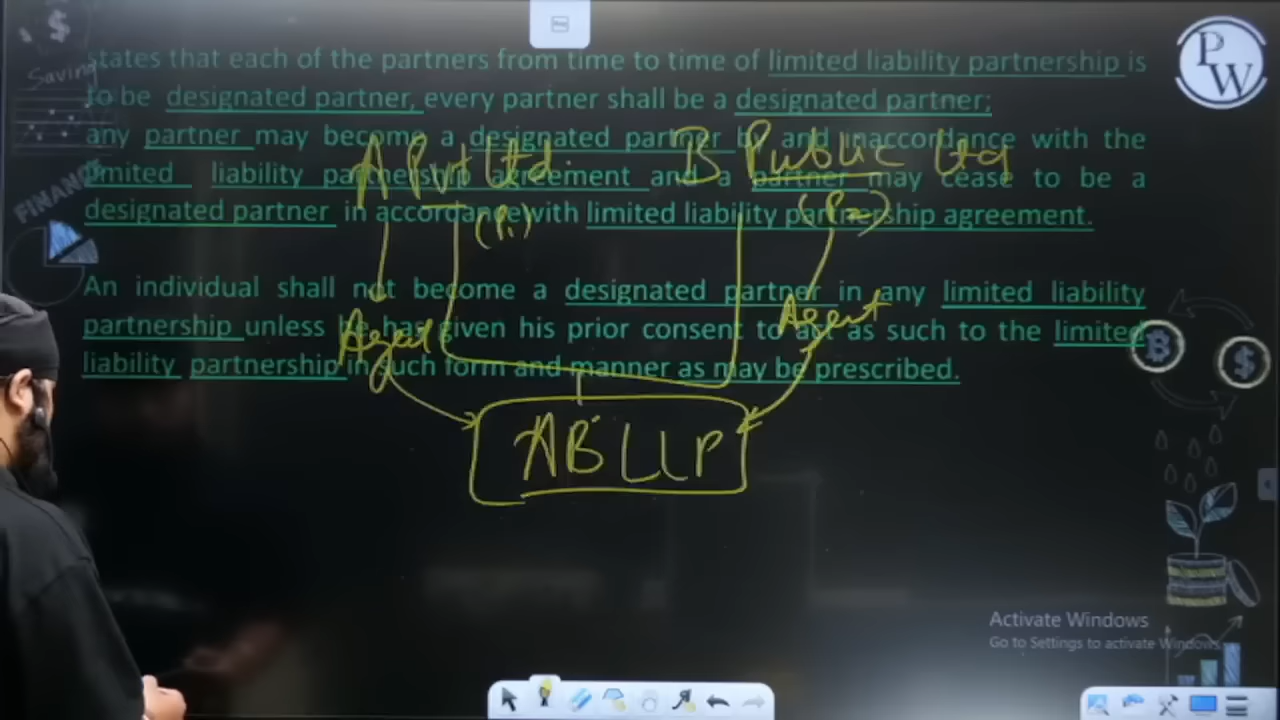 states that each of the partners from time to time of limited liability partnership is
to be designated partner, every partner shall be a designated partner;
any partner may become a designated partner by and inaccordance with the
limited liability partnership agreement and a partner may cease to be a
designated partner in accordancewith limited liability partnership agreement.
A Pvt Ltd. B Public Ltd
(P1) (P2)
An individual shall not become a designated partner in any limited liability
partnership unless he has given his prior consent to act as such to the limited
liability partnership in such form and manner as may be prescribed.
Agent Agent
AB LLP
Saving
FINANC
PW
Activate Windows
Go to Settings to activate Windows.